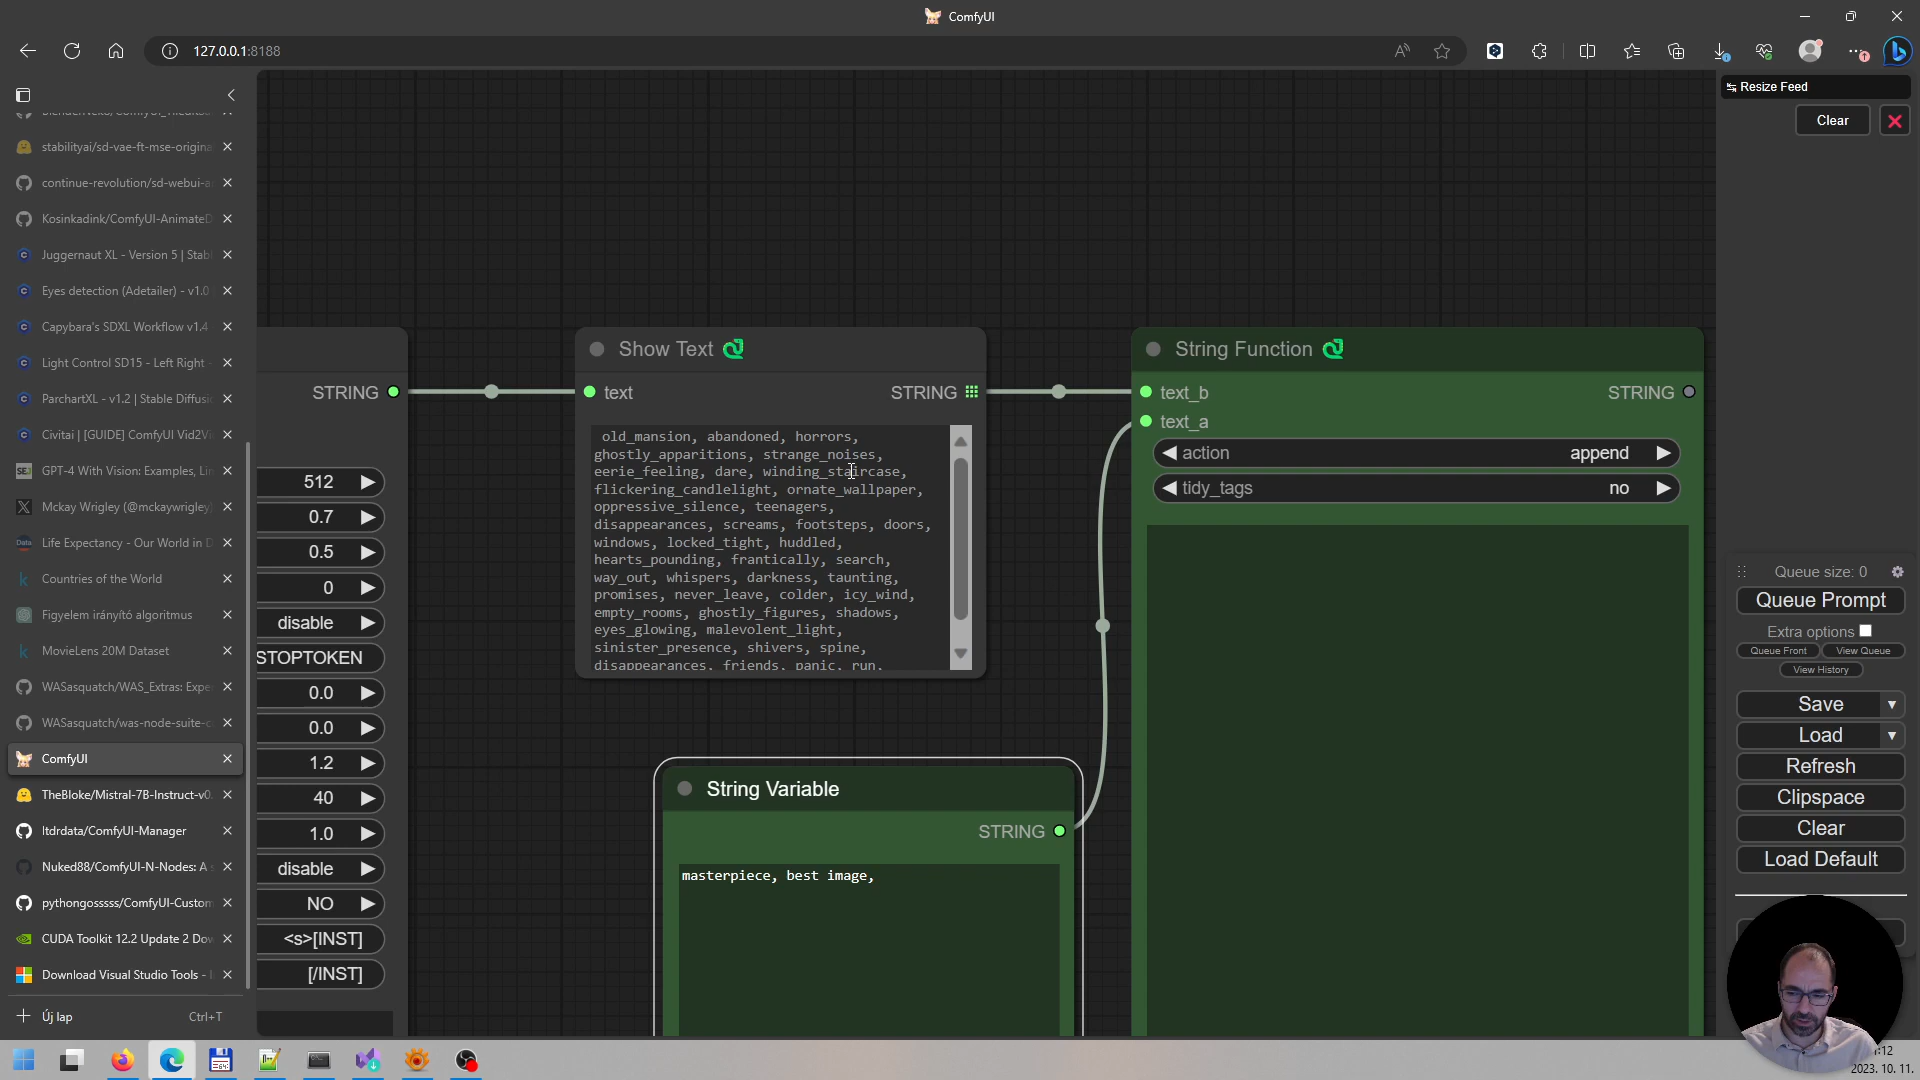 ComfyUI
127.0.0.1:8188
stabilityai/sd-vae-ft-mse-origina
continue-revolution/sd-webui-a
Kosinkadink/ComfyUI-AnimateD
Juggernaut XL - Version 5 | Stab
Eyes detection (Adetailer) - v1.0
Capybara's SDXL Workflow v1.4
Light Control SD15 - Left Right -
ParchartXL - v1.2 | Stable Diffusi
Civitai | [GUIDE] ComfyUI Vid2Vi
GPT-4 With Vision: Examples, Li
Mckay Wrigley (@mckaywrigley)
Life Expectancy - Our World in D
Countries of the World
Figyelem irányító algoritmus
MovieLens 20M Dataset
WASasquatch/WAS_Extras: Expe
WASasquatch/was-node-suite-c
ComfyUI
TheBloke/Mistral-7B-Instruct-v0.
ltdrdata/ComfyUI-Manager
Nuked88/ComfyUI-N-Nodes: A s
pythongosssss/ComfyUI-Custom
CUDA Toolkit 12.2 Update 2 Dow
Download Visual Studio Tools - I
Új lap Ctrl+T
STRING
512
0.7
0.5
0
disable
STOPTOKEN
0.0
0.0
1.2
40
1.0
disable
NO
<s>[INST]
[/INST]
Show Text
text STRING
old_mansion, abandoned, horrors,
ghostly_apparitions, strange_noises,
eerie_feeling, dare, winding_staircase,
flickering_candlelight, ornate_wallpaper,
oppressive_silence, teenagers,
disappearances, screams, footsteps, doors,
windows, locked_tight, huddled,
hearts_pounding, frantically, search,
way_out, whispers, darkness, taunting,
promises, never_leave, colder, icy_wind,
empty_rooms, ghostly_figures, shadows,
eyes_glowing, malevolent_light,
sinister_presence, shivers, spine,
disappearances, friends, panic, run,
String Variable
STRING
masterpiece, best image,
String Function
text_b STRING
text_a
action append
tidy_tags no
Resize Feed
Clear
Queue size: 0
Queue Prompt
Extra options
Queue Front View Queue
View History
Save
Load
Refresh
Clipspace
Clear
Load Default
:12
2023. 10. 11.